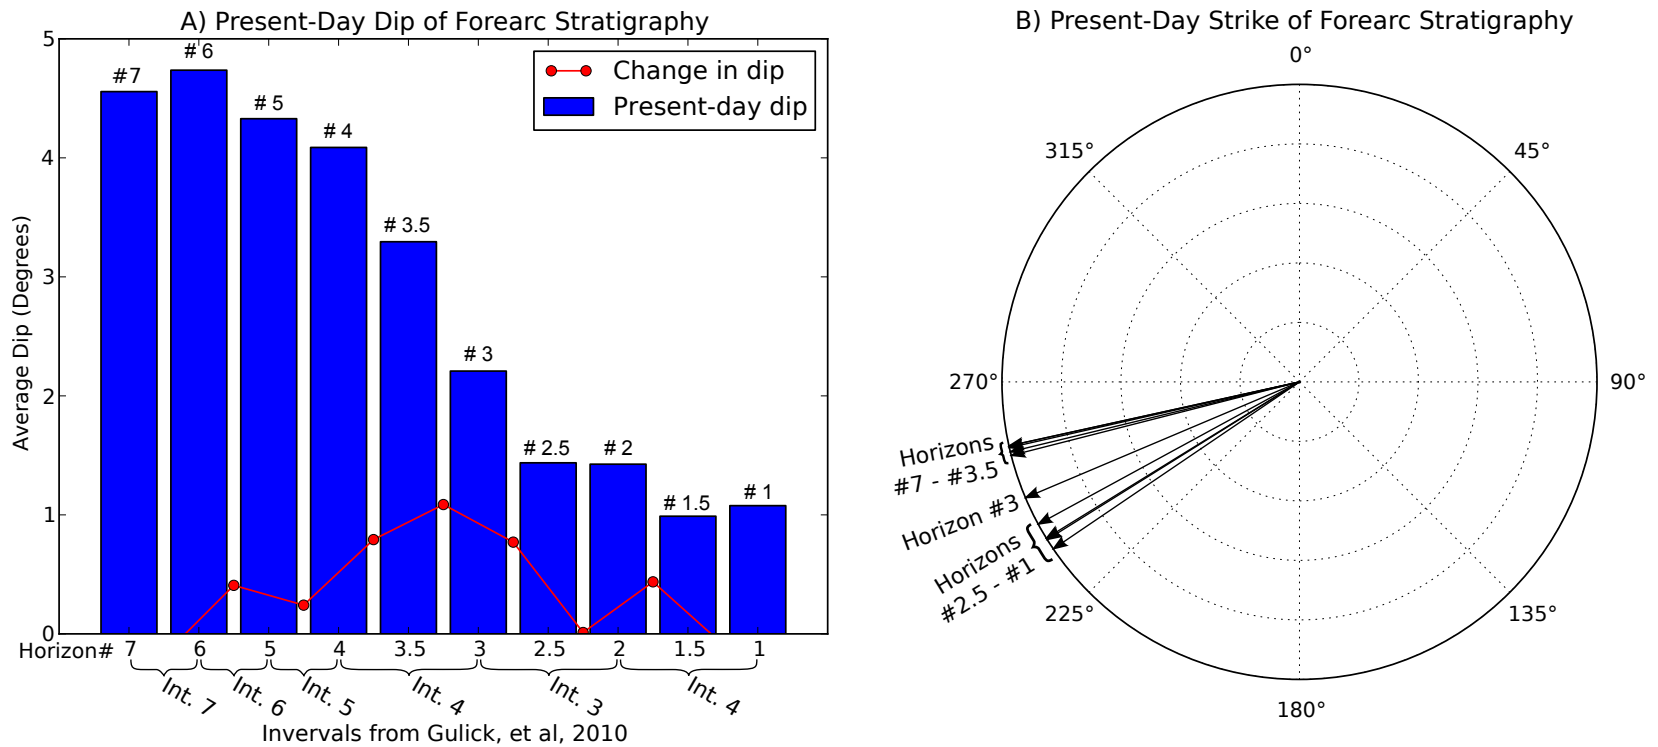 A) Present-Day Dip of Forearc Stratigraphy
Change in dip
Present-day dip
Average Dip (Degrees)
5
4
3
2
1
0
#7
# 6
# 5
# 4
# 3.5
# 3
# 2.5
# 2
# 1.5
# 1
Horizon# 7 6 5 4 3.5 3 2.5 2 1.5 1
Int. 7 Int. 6 Int. 5 Int. 4 Int. 3 Int. 4
Invervals from Gulick, et al, 2010
B) Present-Day Strike of Forearc Stratigraphy
0°
315° 45°
270° 90°
225° 135°
180°
Horizons
#7 - #3.5
Horizon #3
Horizons
#2.5 - #1